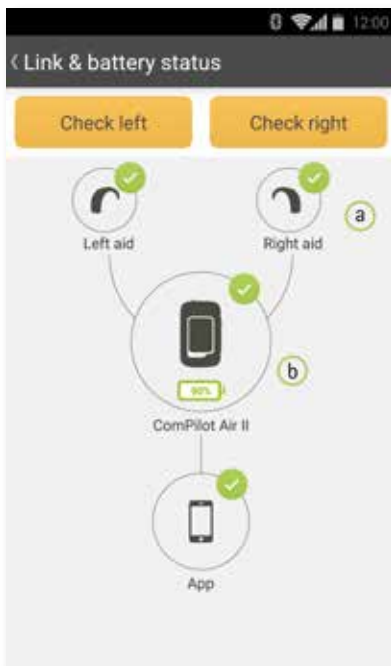 12:00
Link & battery status
Check left Check right
Left aid Right aid
a
b
90%
ComPilot Air II
App